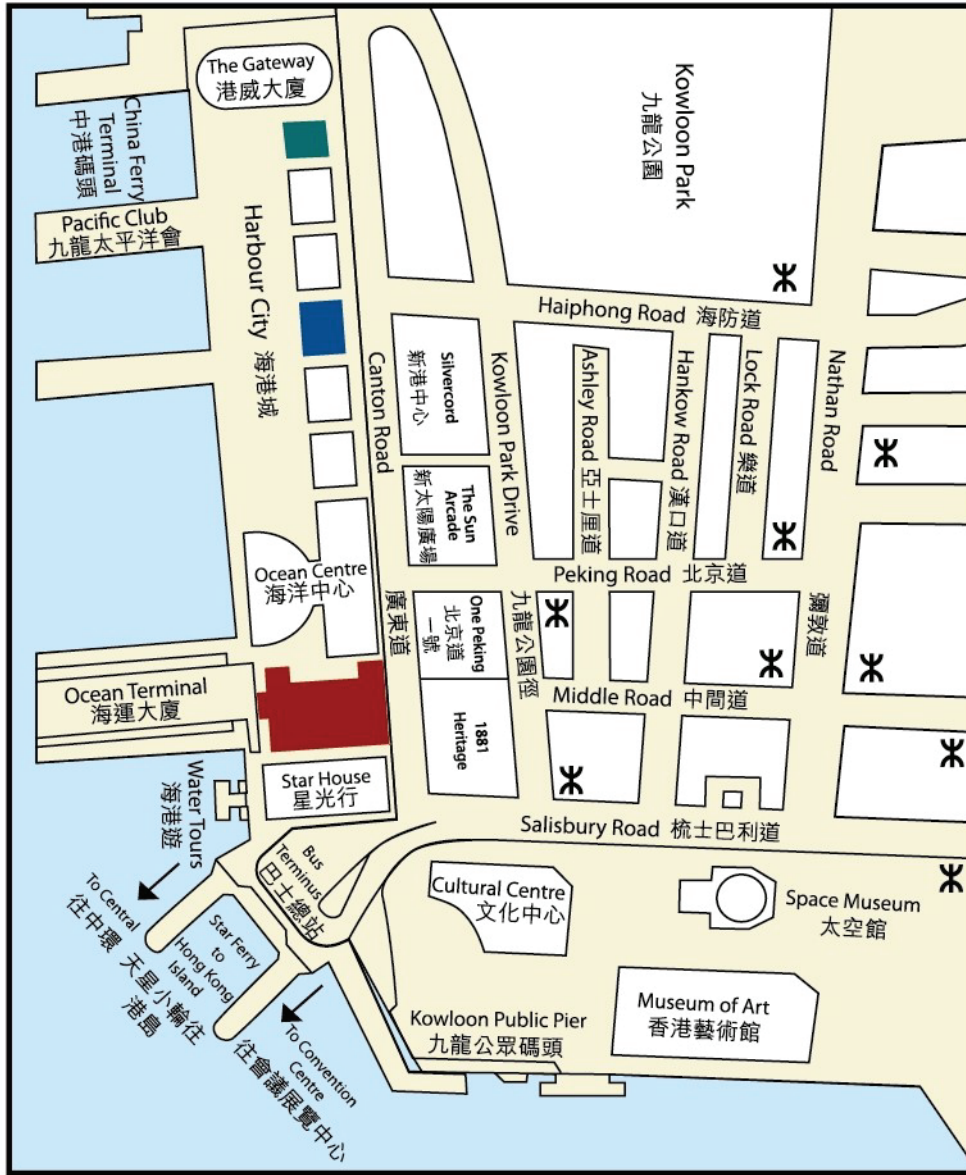 The Gateway
港威大廈
Kowloon Park
九龍公園
China Ferry
Terminal
中港碼頭
Pacific Club
九龍太平洋會
Harbour City 海港城
Haiphong Road 海防道
Canton Road
廣東道
Silvercord
新港中心
Kowloon Park Drive
九龍公園徑
Ashley Road 亞士厘道
Hankow Road 漢口道
Lock Road 樂道
Nathan Road
彌敦道
The Sun
Arcade
新太陽廣場
Ocean Centre
海洋中心
Peking Road 北京道
One Peking
北京道
一號
Ocean Terminal
海運大廈
Middle Road 中間道
1881
Heritage
Star House
星光行
Water Tours
海港遊
Salisbury Road 梳士巴利道
Bus
Terminus
巴士總站
Cultural Centre
文化中心
Space Museum
太空館
To Central
往中環
Star Ferry
to
Hong Kong
Island
天星小輪往
港島
Museum of Art
香港藝術館
Kowloon Public Pier
九龍公眾碼頭
To Convention
Centre
往會議展覽中心